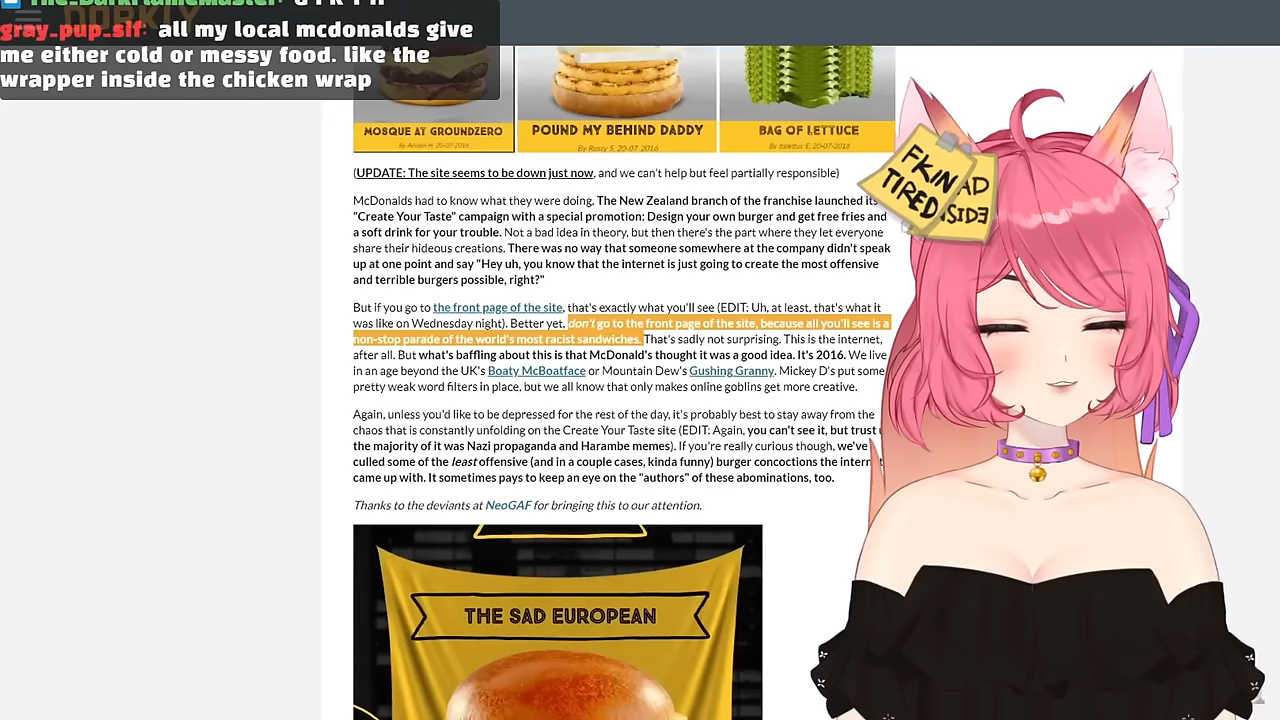 gray_pup_sif: all my local mcdonalds give
me either cold or messy food. like the
wrapper inside the chicken wrap
MOSQUE AT GROUNDZERO
By Adolph H. 20-07-2016
POUND MY BEHIND DADDY
By Rusty S. 20-07-2016
BAG OF LETTUCE
20-07-2016
FKIN
TIRED
AD
SIDE
(UPDATE: The site seems to be down just now, and we can't help but feel partially responsible)
McDonalds had to know what they were doing. The New Zealand branch of the franchise launched its
"Create Your Taste" campaign with a special promotion: Design your own burger and get free fries and
a soft drink for your trouble. Not a bad idea in theory, but then there's the part where they let everyone
share their hideous creations. There was no way that someone somewhere at the company didn't speak
up at one point and say "Hey uh, you know that the internet is just going to create the most offensive
and terrible burgers possible, right?"
But if you go to the front page of the site, that's exactly what you'll see (EDIT: Uh, at least, that's what it
was like on Wednesday night). Better yet, don't go to the front page of the site, because all you'll see is a
non-stop parade of the world's most racist sandwiches. That's sadly not surprising. This is the internet,
after all. But what's baffling about this is that McDonald's thought it was a good idea. It's 2016. We live
in an age beyond the UK's Boaty McBoatface or Mountain Dew's Gushing Granny. Mickey D's put some
pretty weak word filters in place, but we all know that only makes online goblins get more creative.
Again, unless you'd like to be depressed for the rest of the day, it's probably best to stay away from the
chaos that is constantly unfolding on the Create Your Taste site (EDIT: Again, you can't see it, but trust
the majority of it was Nazi propaganda and Harambe memes). If you're really curious though, we've
culled some of the least offensive (and in a couple cases, kinda funny) burger concoctions the internet
came up with. It sometimes pays to keep an eye on the "authors" of these abominations, too.
Thanks to the deviants at NeoGAF for bringing this to our attention.
THE SAD EUROPEAN